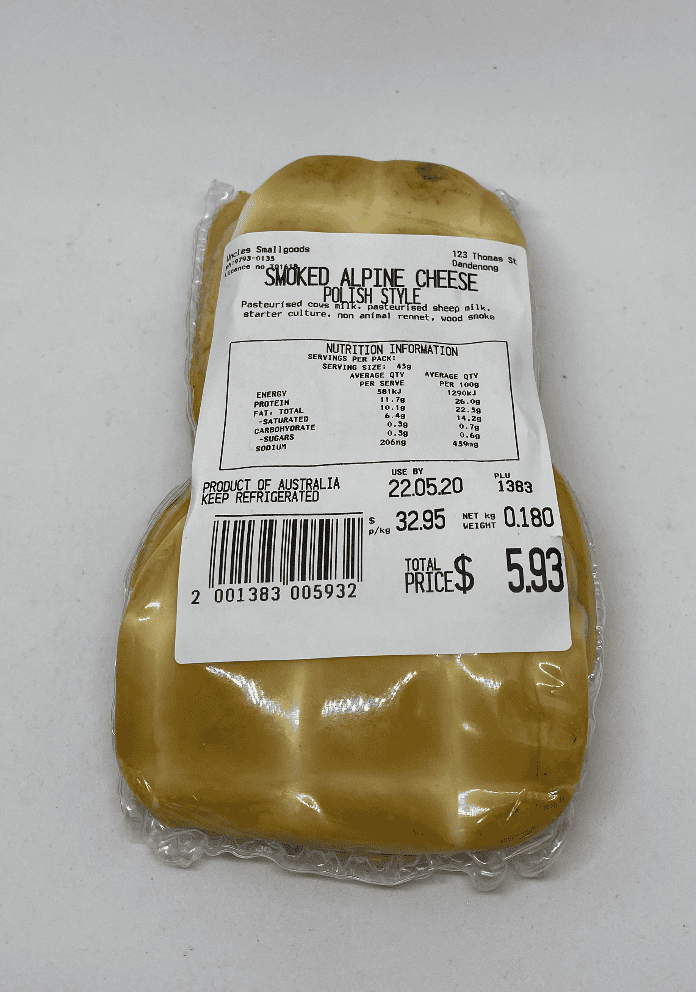 Uncles Smallgoods
9793-0135
Licence no
123 Thomas St
Dandenong
SMOKED ALPINE CHEESE
POLISH STYLE
Pasteurised cows milk. pasteurised sheep milk.
starter culture. non animal rennet. wood smoke
NUTRITION INFORMATION
SERVINGS PER PACK:
SERVING SIZE: 45g
AVERAGE QTY AVERAGE QTY
PER SERVE PER 100g
ENERGY 581kJ 1290kJ
PROTEIN 11.7g 26.0g
FAT, TOTAL 10.1g 22.5g
-SATURATED 6.4g 14.2g
CARBOHYDRATE 0.3g 0.7g
-SUGARS 0.3g 0.6g
SODIUM 206mg 459mg
PRODUCT OF AUSTRALIA
KEEP REFRIGERATED
USE BY
22.05.20
PLU
1383
$ p/kg 32.95
NET kg WEIGHT 0.180
TOTAL PRICE $ 5.93
2 001383 005932